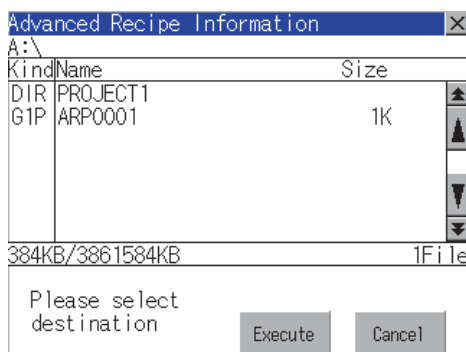 Advanced Recipe Information
A:\
Kind Name Size
DIR PROJECT1
G1P ARP0001 1K
384KB/3861584KB 1File
Please select
destination
Execute Cancel